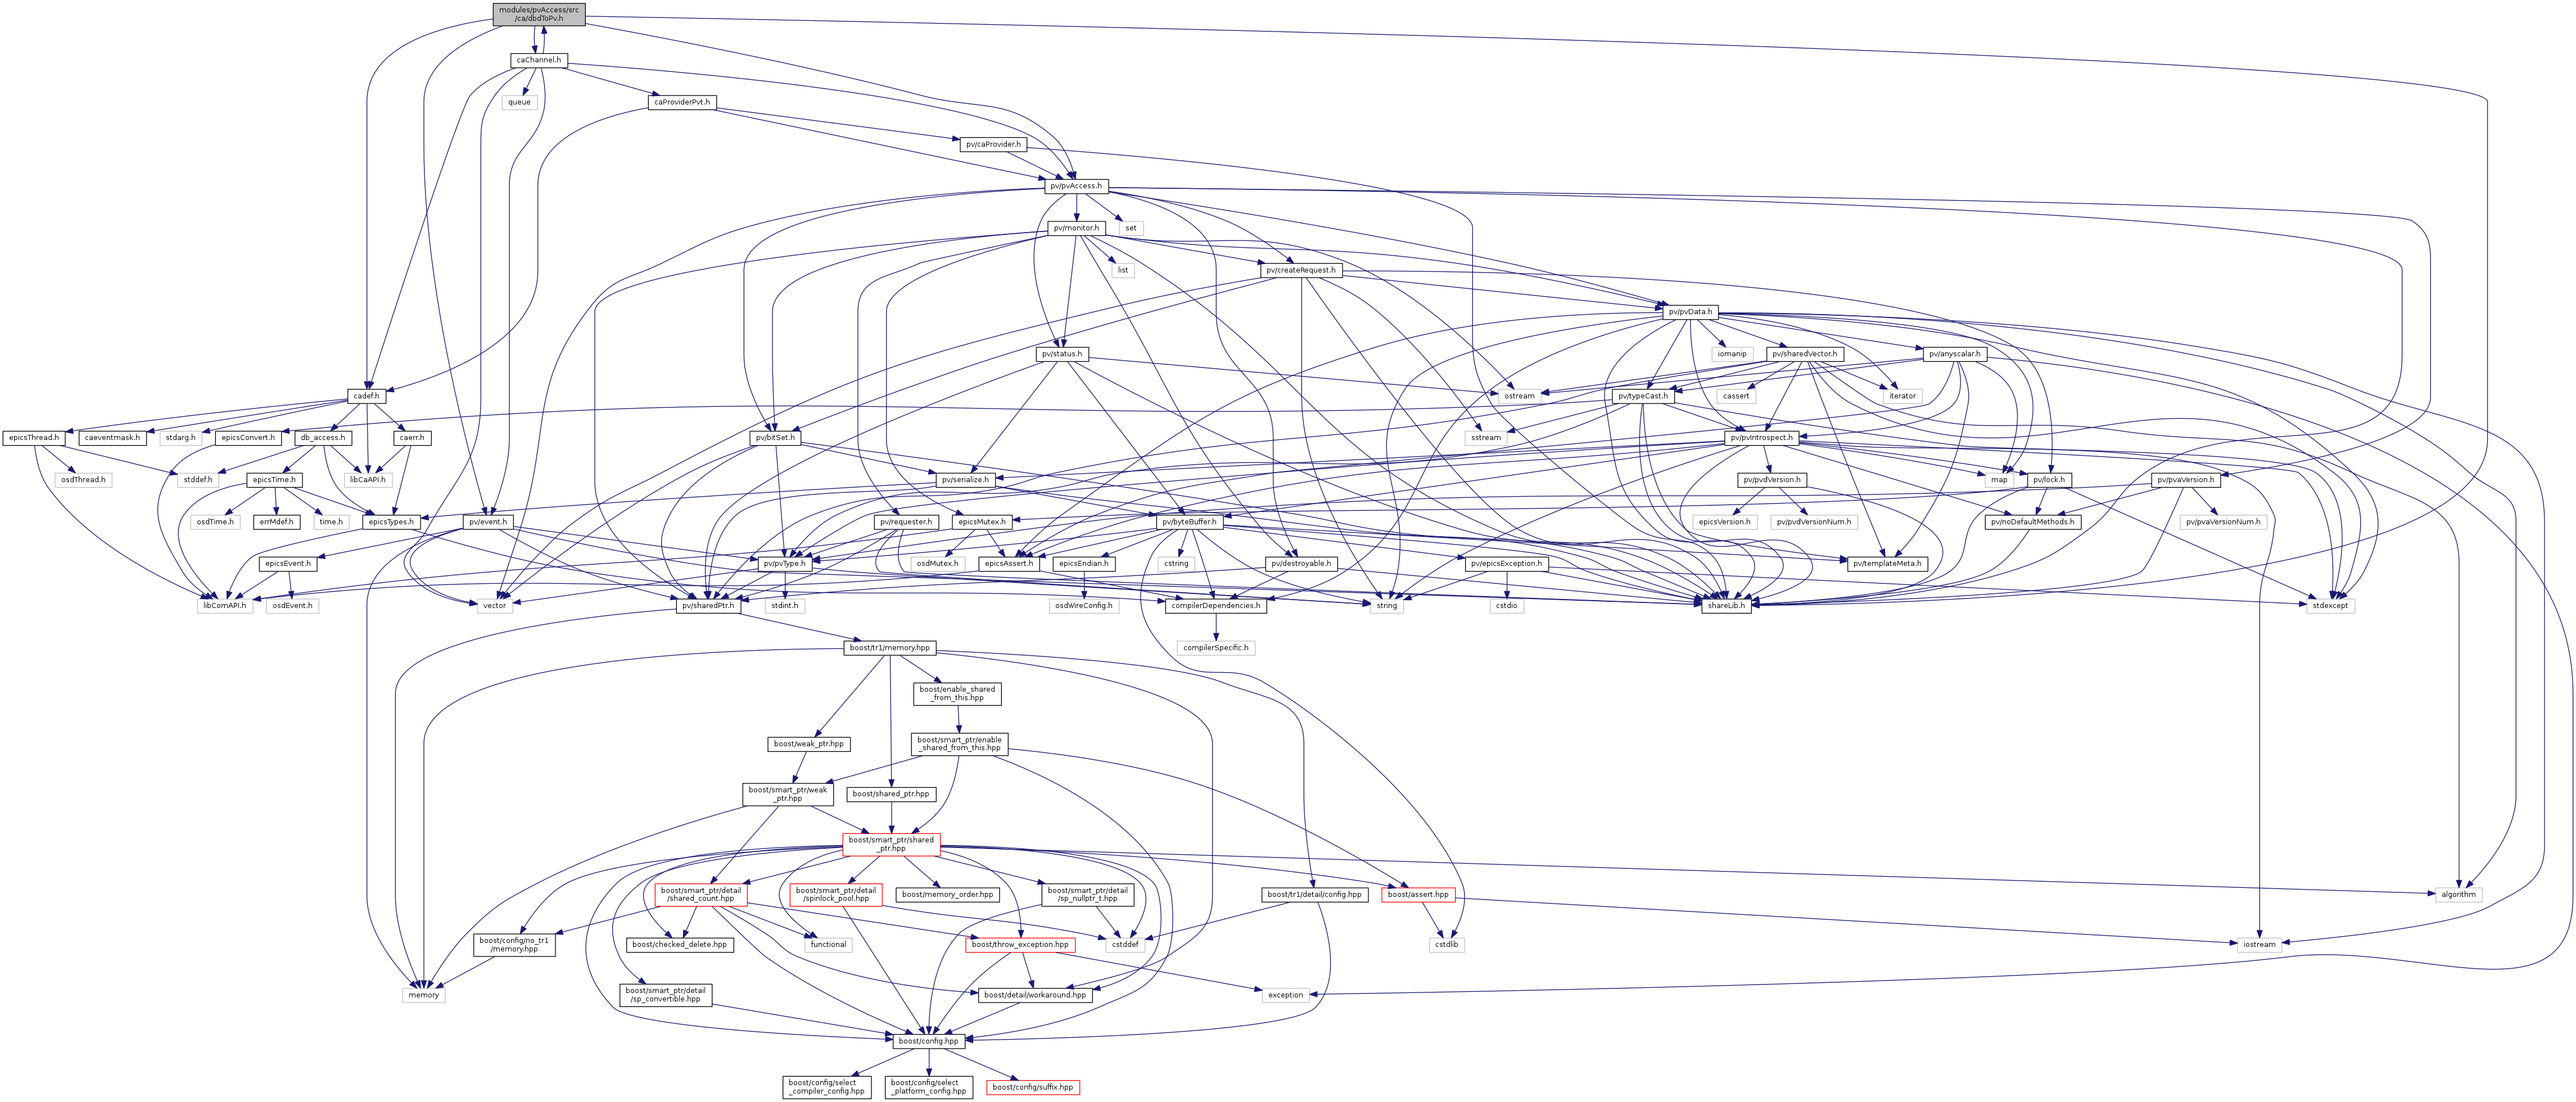 modules/pvAccess/src
/ca/dbdToPv.h
caChannel.h
queue
caProviderPvt.h
pv/caProvider.h
pv/pvAccess.h
pv/monitor.h
set
list
pv/createRequest.h
pv/pvData.h
pv/status.h
iomanip
pv/sharedVector.h
pv/anyscalar.h
cadef.h
ostream
cassert
pv/typeCast.h
iterator
epicsThread.h
caeventmask.h
stdarg.h
epicsConvert.h
db_access.h
caerr.h
pv/bitSet.h
sstream
pv/pvIntrospect.h
osdThread.h
stddef.h
epicsTime.h
libCaAPI.h
pv/serialize.h
pv/pvdVersion.h
map
pv/lock.h
pv/pvaVersion.h
osdTime.h
errMdef.h
time.h
epicsTypes.h
pv/event.h
pv/requester.h
epicsMutex.h
pv/byteBuffer.h
epicsVersion.h
pv/pvdVersionNum.h
pv/noDefaultMethods.h
pv/pvaVersionNum.h
epicsEvent.h
pv/pvType.h
osdMutex.h
epicsAssert.h
epicsEndian.h
cstring
pv/destroyable.h
pv/epicsException.h
pv/templateMeta.h
libComAPI.h
osdEvent.h
vector
pv/sharedPtr.h
stdint.h
osdWireConfig.h
compilerDependencies.h
string
cstdio
shareLib.h
stdexcept
boost/tr1/memory.hpp
compilerSpecific.h
boost/enable_shared
_from_this.hpp
boost/weak_ptr.hpp
boost/smart_ptr/enable
_shared_from_this.hpp
boost/smart_ptr/weak
_ptr.hpp
boost/shared_ptr.hpp
boost/smart_ptr/shared
_ptr.hpp
boost/smart_ptr/detail
/shared_count.hpp
boost/smart_ptr/detail
/spinlock_pool.hpp
boost/memory_order.hpp
boost/smart_ptr/detail
/sp_nullptr_t.hpp
boost/tr1/detail/config.hpp
boost/assert.hpp
algorithm
boost/config/no_tr1
/memory.hpp
boost/checked_delete.hpp
functional
boost/throw_exception.hpp
cstddef
cstdlib
iostream
memory
boost/smart_ptr/detail
/sp_convertible.hpp
boost/detail/workaround.hpp
exception
boost/config.hpp
boost/config/select
_compiler_config.hpp
boost/config/select
_platform_config.hpp
boost/config/suffix.hpp